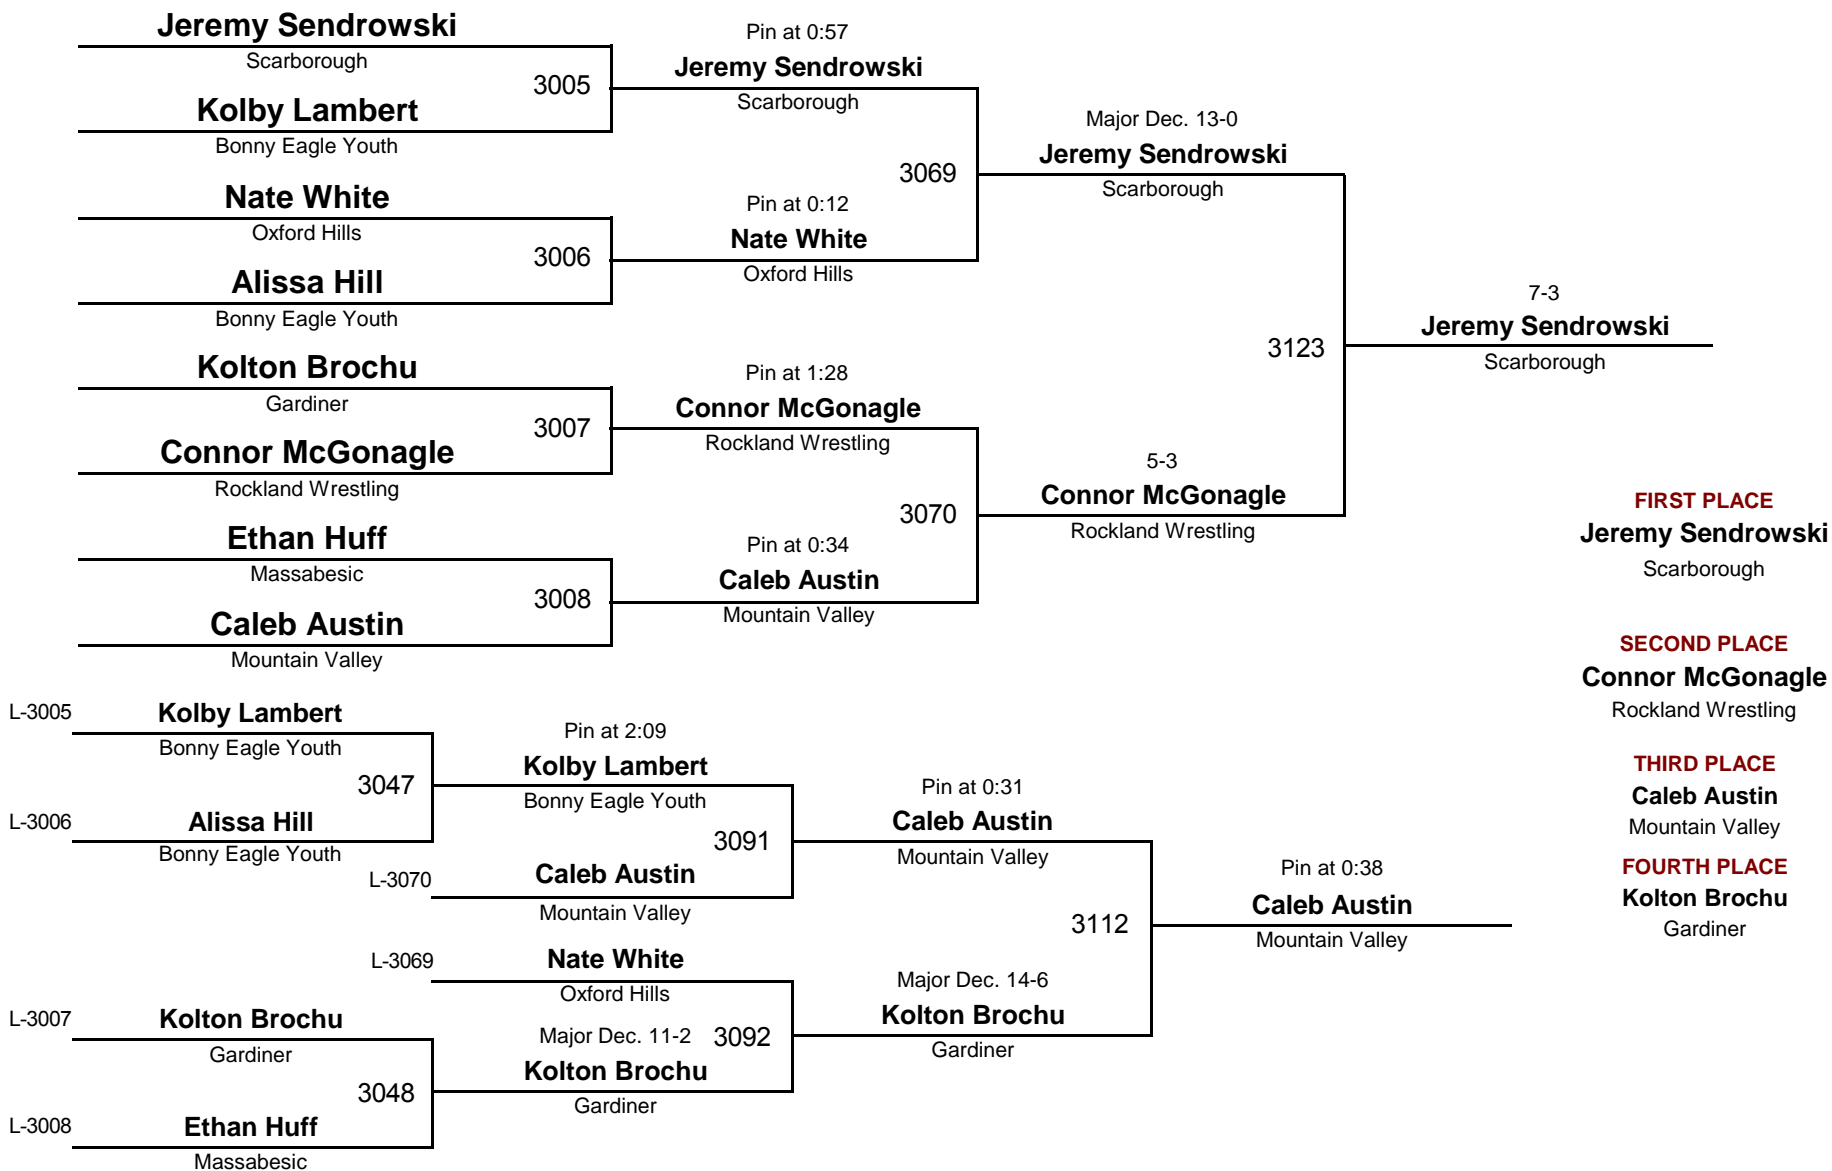 Jeremy Sendrowski
Scarborough
3005
Kolby Lambert
Bonny Eagle Youth
Nate White
Oxford Hills
3006
Alissa Hill
Bonny Eagle Youth
Kolton Brochu
Gardiner
3007
Connor McGonagle
Rockland Wrestling
Ethan Huff
Massabesic
3008
Caleb Austin
Mountain Valley
Pin at 0:57
Jeremy Sendrowski
Scarborough
3069
Pin at 0:12
Nate White
Oxford Hills
Pin at 1:28
Connor McGonagle
Rockland Wrestling
3070
Pin at 0:34
Caleb Austin
Mountain Valley
Major Dec. 13-0
Jeremy Sendrowski
Scarborough
3123
5-3
Connor McGonagle
Rockland Wrestling
7-3
Jeremy Sendrowski
Scarborough
FIRST PLACE
Jeremy Sendrowski
Scarborough
SECOND PLACE
Connor McGonagle
Rockland Wrestling
THIRD PLACE
Caleb Austin
Mountain Valley
FOURTH PLACE
Kolton Brochu
Gardiner
L-3005 Kolby Lambert
Bonny Eagle Youth
3047
L-3006 Alissa Hill
Bonny Eagle Youth
Pin at 2:09
Kolby Lambert
Bonny Eagle Youth
3091
L-3070 Caleb Austin
Mountain Valley
L-3069 Nate White
Oxford Hills
L-3007 Kolton Brochu
Gardiner
3048
L-3008 Ethan Huff
Massabesic
Major Dec. 11-2 3092
Kolton Brochu
Gardiner
Pin at 0:31
Caleb Austin
Mountain Valley
3112
Major Dec. 14-6
Kolton Brochu
Gardiner
Pin at 0:38
Caleb Austin
Mountain Valley